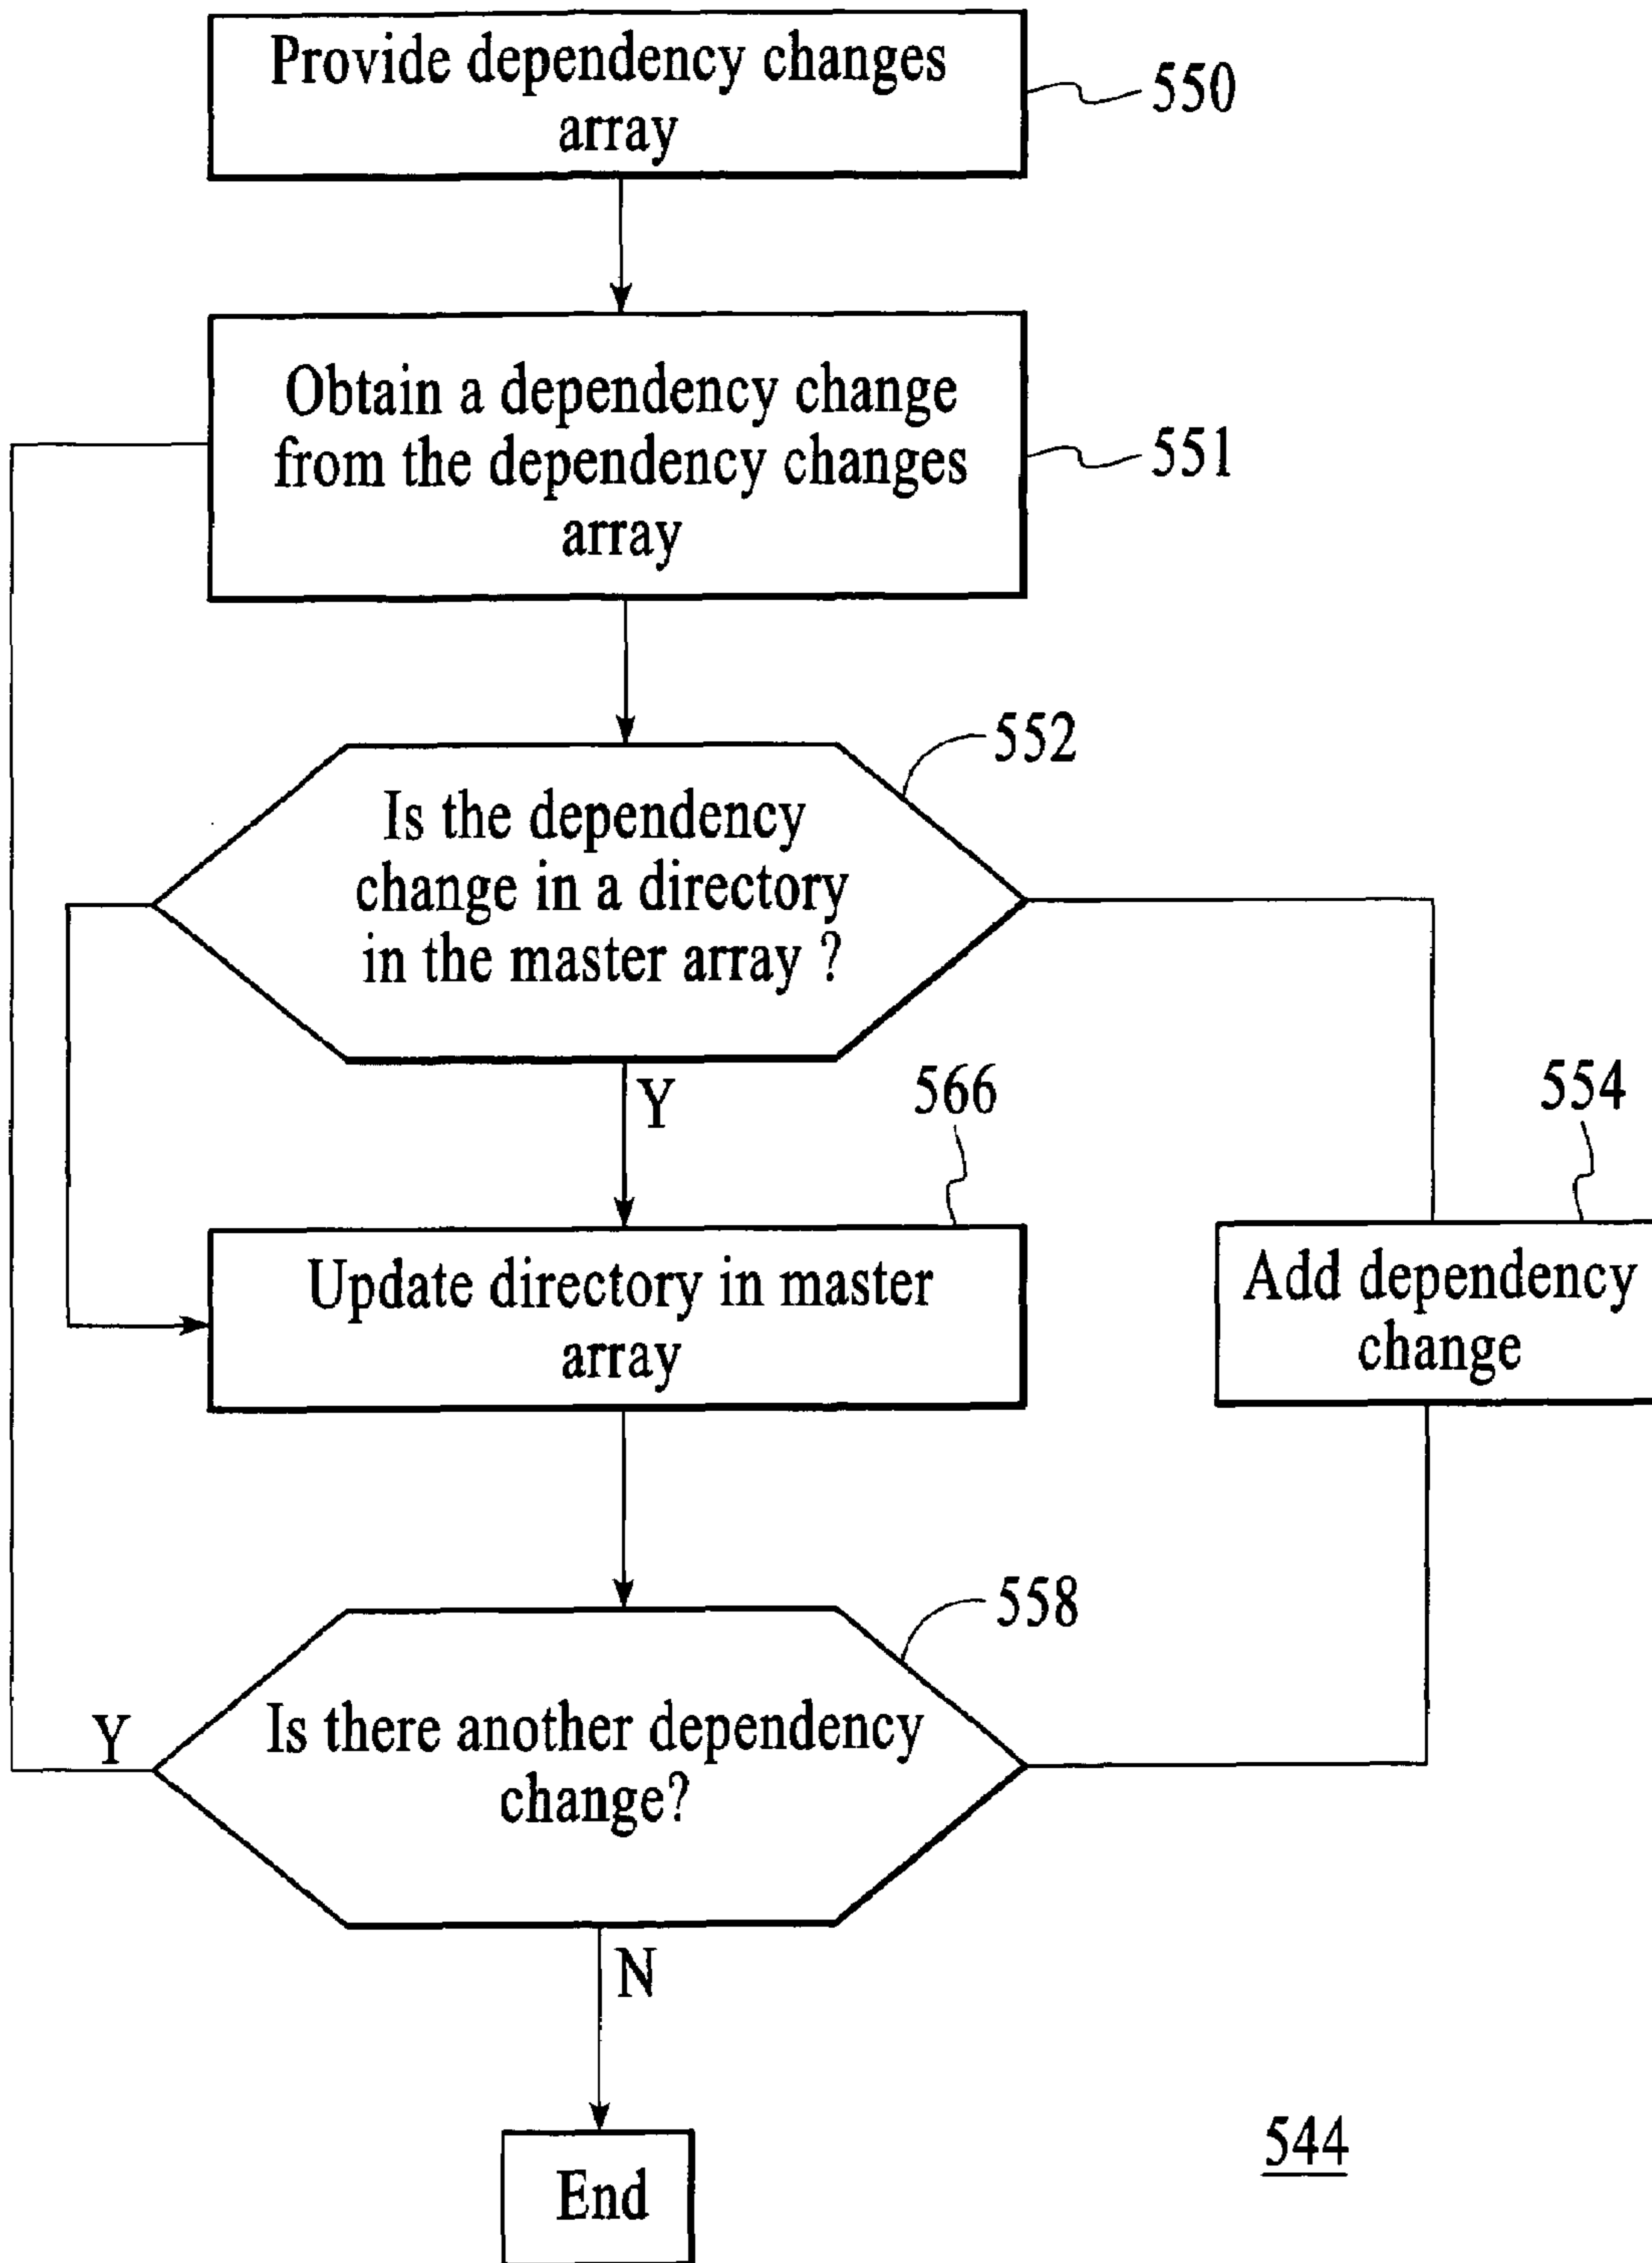 Provide dependency changes
array
550
Obtain a dependency change
from the dependency changes
array
551
552
Is the dependency
change in a directory
in the master array ?
Y
566
554
Update directory in master
array
Add dependency
change
558
Is there another dependency
change?
Y
N
End
544